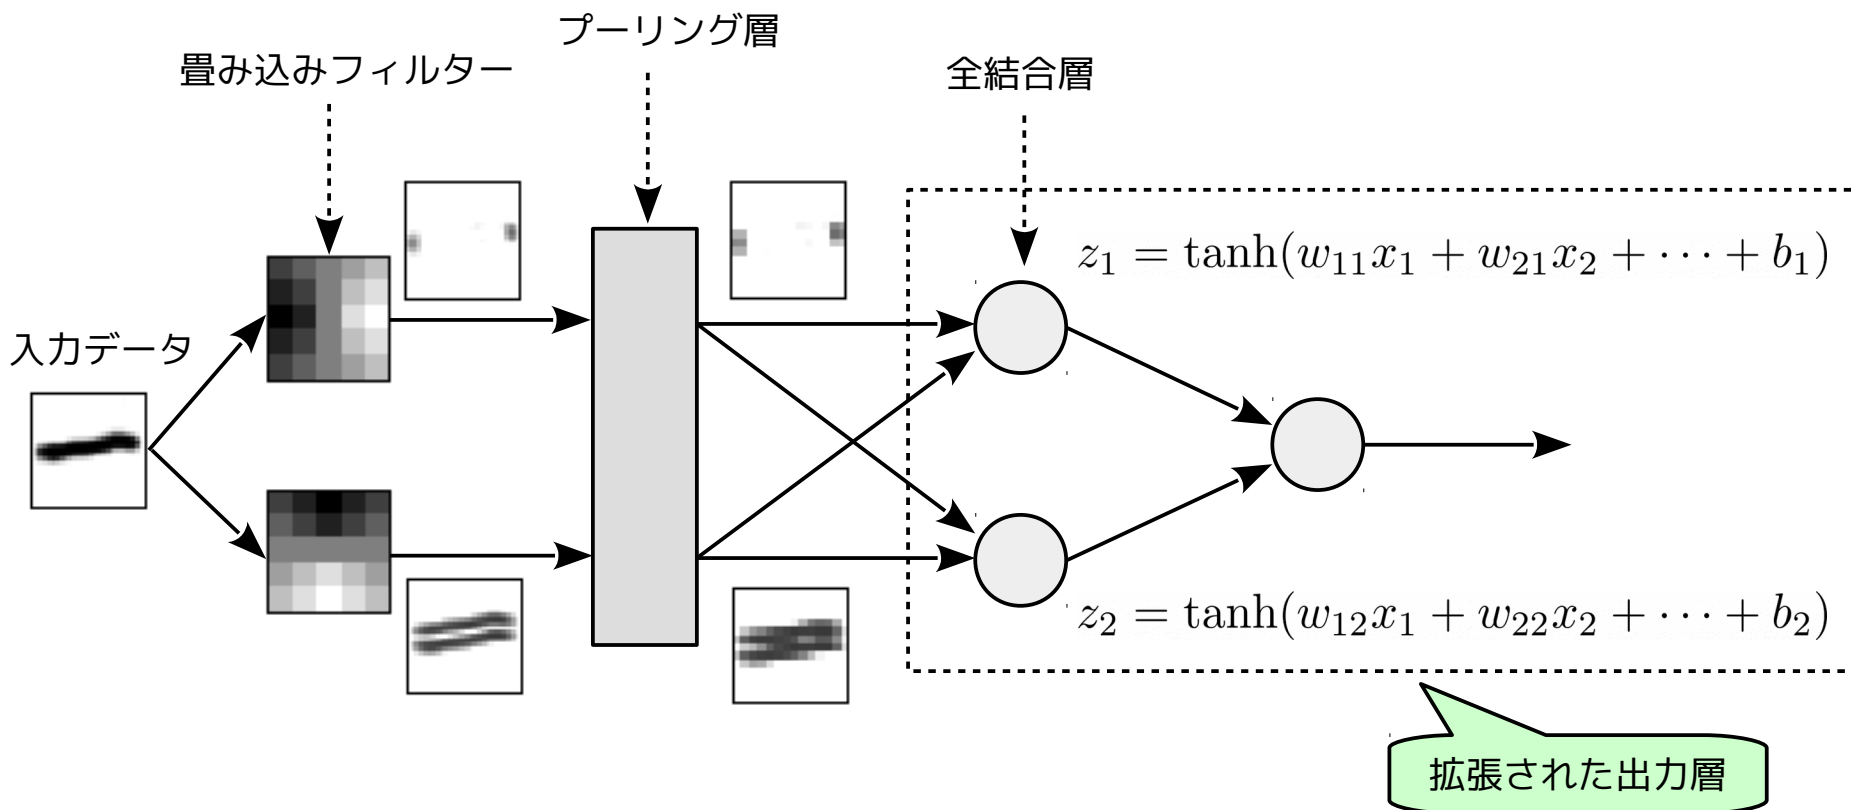 プーリング層
畳み込みフィルター
全結合層
入力データ
z₁ = tanh(w₁₁x₁ + w₂₁x₂ + ⋯ + b₁)
z₂ = tanh(w₁₂x₁ + w₂₂x₂ + ⋯ + b₂)
拡張された出力層